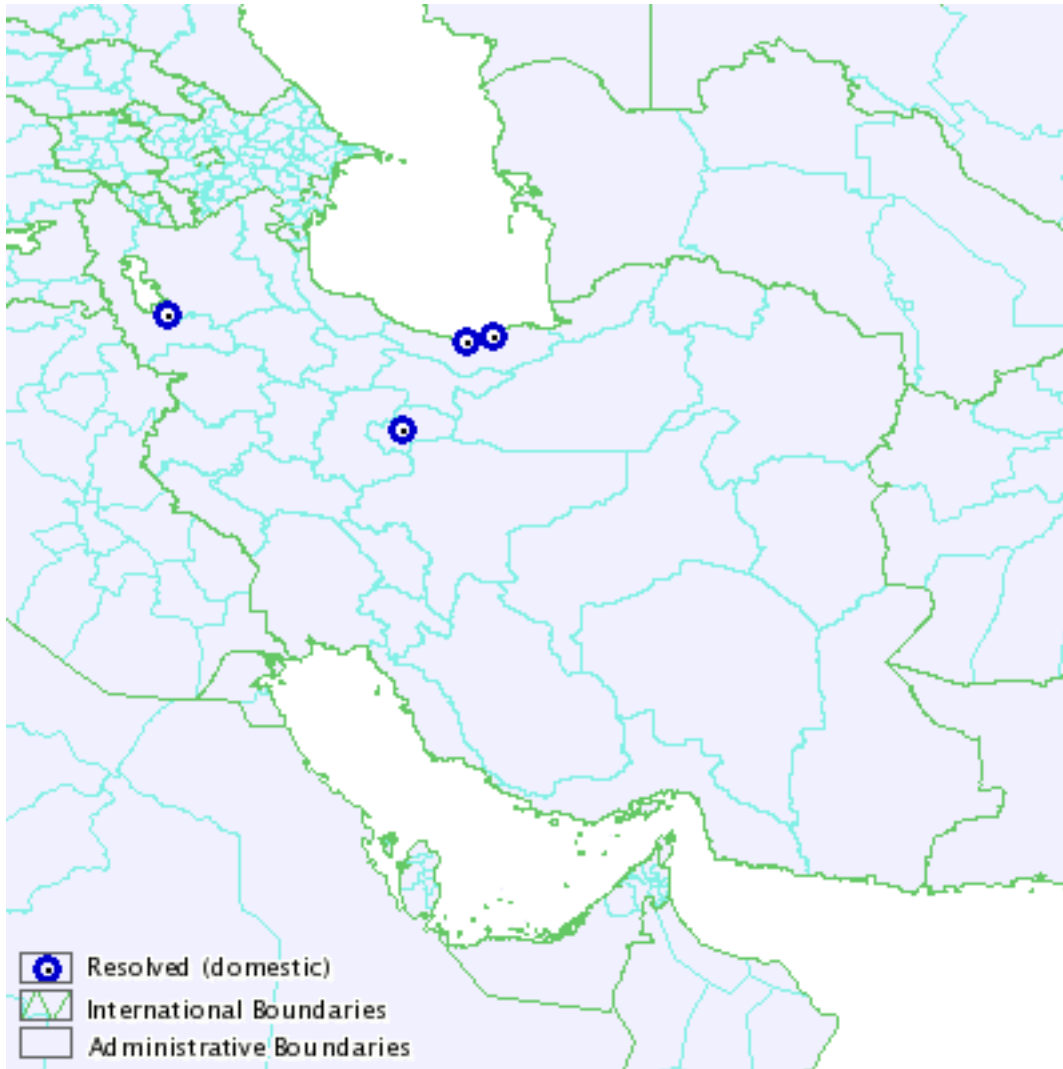 Resolved (domestic)
International Boundaries
Administrative Boundaries